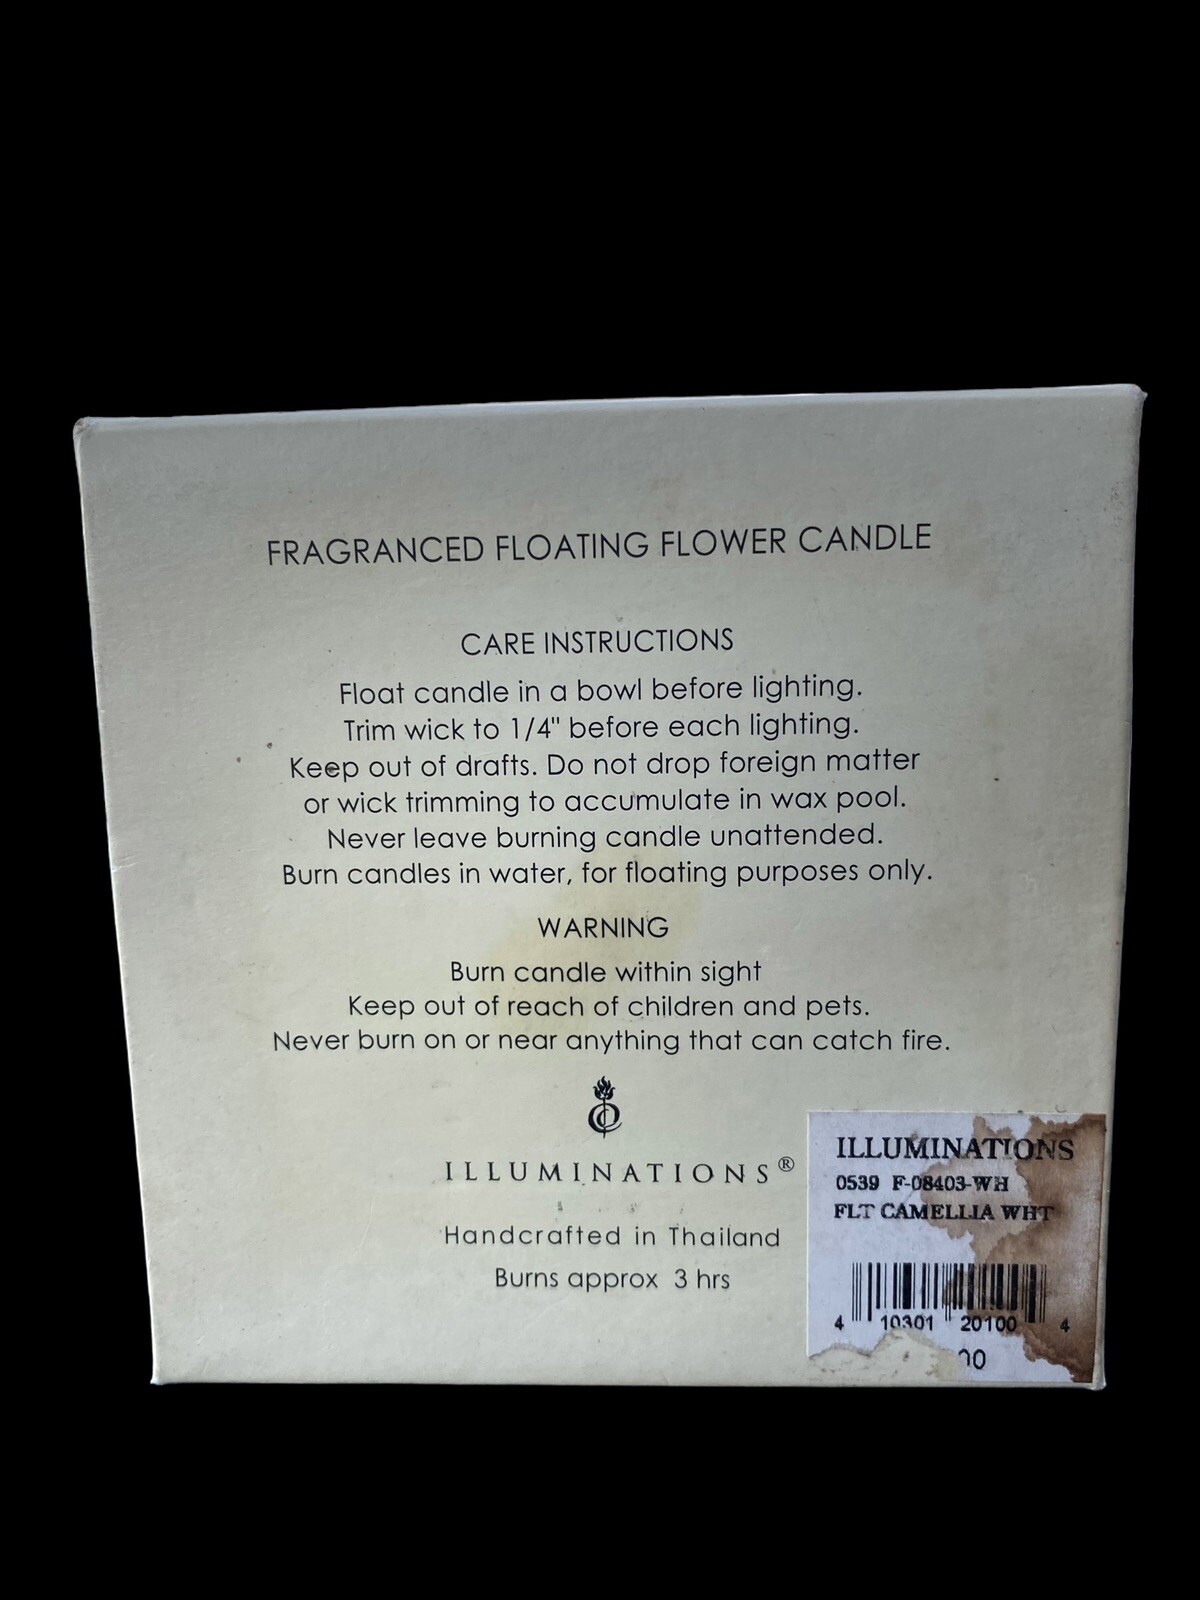 FRAGRANCED FLOATING FLOWER CANDLE
CARE INSTRUCTIONS
Float candle in a bowl before lighting.
Trim wick to 1/4" before each lighting.
Keep out of drafts. Do not drop foreign matter
or wick trimming to accumulate in wax pool.
Never leave burning candle unattended.
Burn candles in water, for floating purposes only.
WARNING
Burn candle within sight
Keep out of reach of children and pets.
Never burn on or near anything that can catch fire.
ILLUMINATIONS®
Handcrafted in Thailand
Burns approx 3 hrs
ILLUMINATIONS
0539 F-08403-WH
FLT CAMELLIA WHT
4 10301 20100 4
00